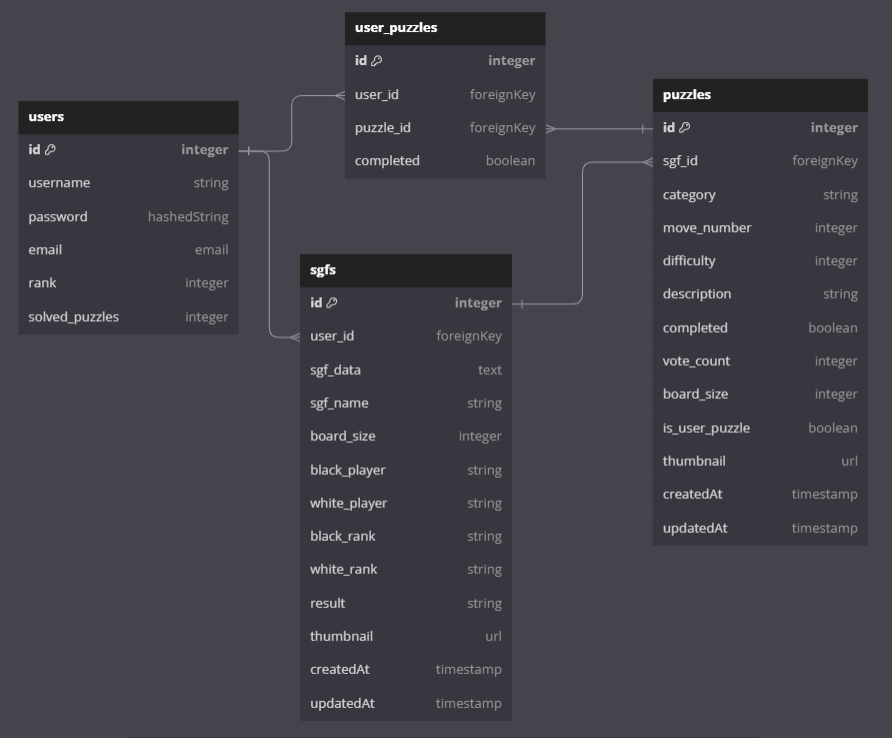 user_puzzles
id integer
user_id foreignKey
puzzle_id foreignKey
completed boolean
users
id integer
username string
password hashedString
email email
rank integer
solved_puzzles integer
sgfs
id integer
user_id foreignKey
sgf_data text
sgf_name string
board_size integer
black_player string
white_player string
black_rank string
white_rank string
result string
thumbnail url
createdAt timestamp
updatedAt timestamp
puzzles
id integer
sgf_id foreignKey
category string
move_number integer
difficulty integer
description string
completed boolean
vote_count integer
board_size integer
is_user_puzzle boolean
thumbnail url
createdAt timestamp
updatedAt timestamp